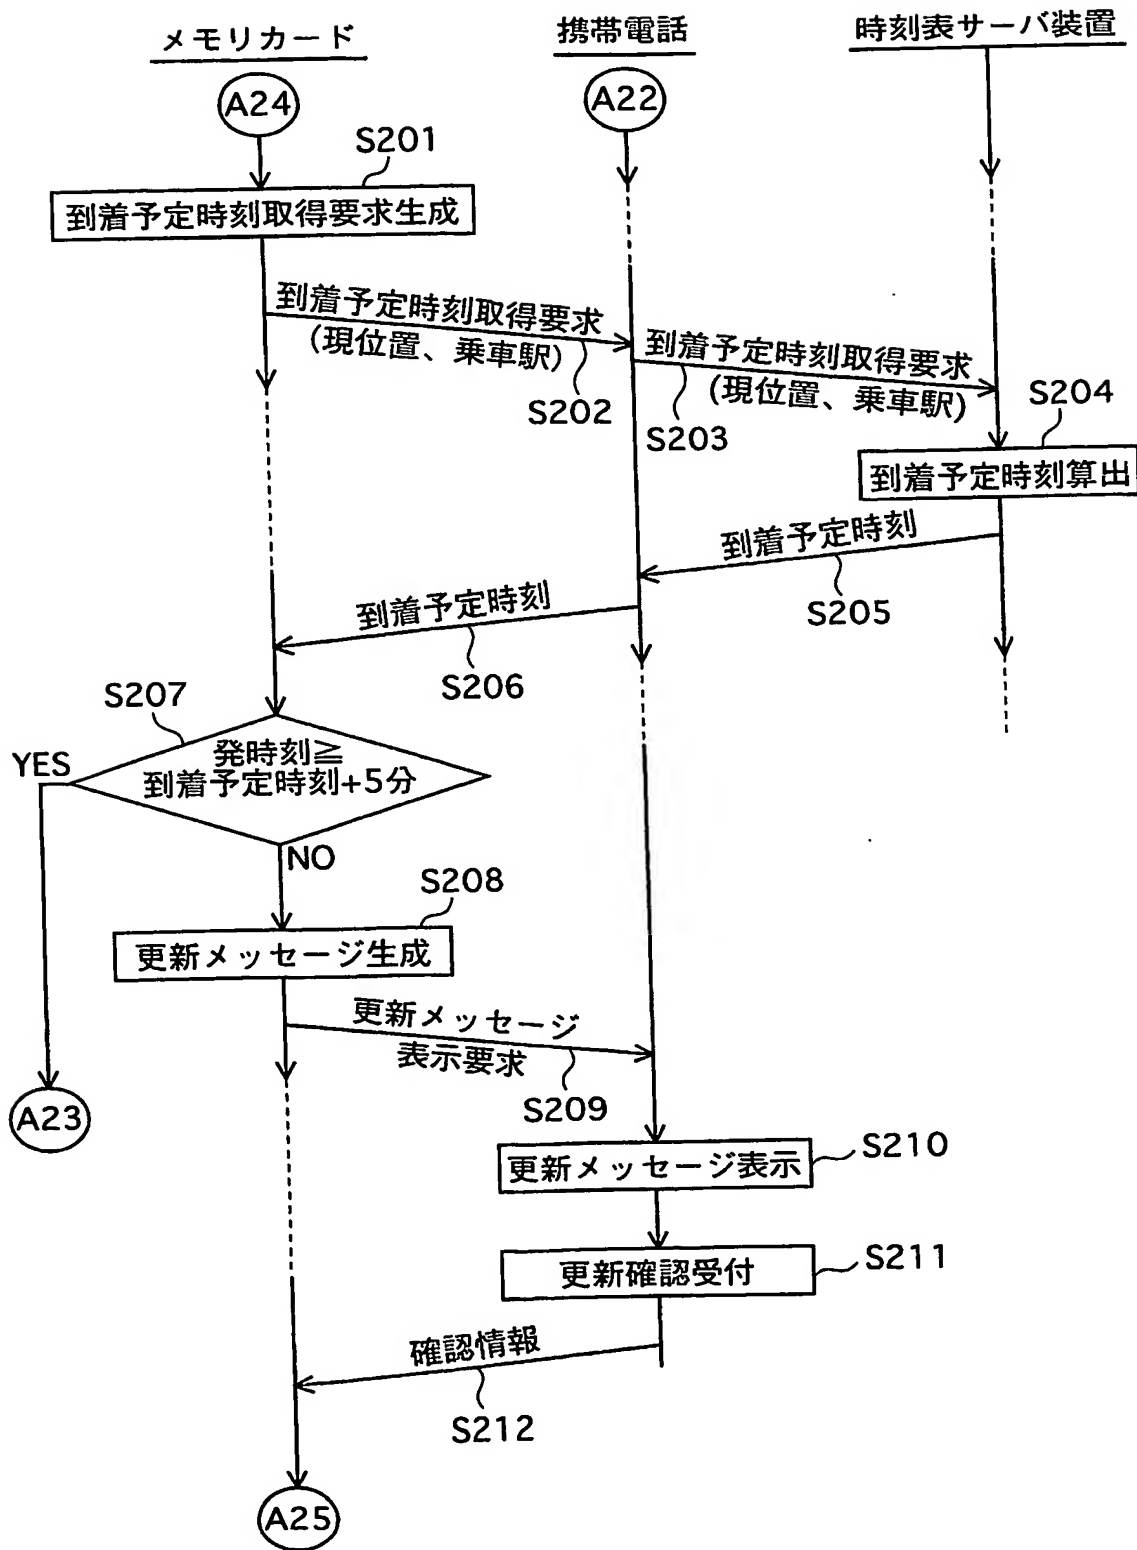 メモリカード
携帯電話
時刻表サーバ装置
A24
A22
S201
到着予定時刻取得要求生成
到着予定時刻取得要求
(現位置、乗車駅)
S202
到着予定時刻取得要求
(現位置、乗車駅)
S203
S204
到着予定時刻算出
到着予定時刻
S205
到着予定時刻
S206
S207
YES
発時刻≧
到着予定時刻+5分
NO
S208
更新メッセージ生成
更新メッセージ
表示要求
S209
A23
更新メッセージ表示
S210
更新確認受付
S211
確認情報
S212
A25